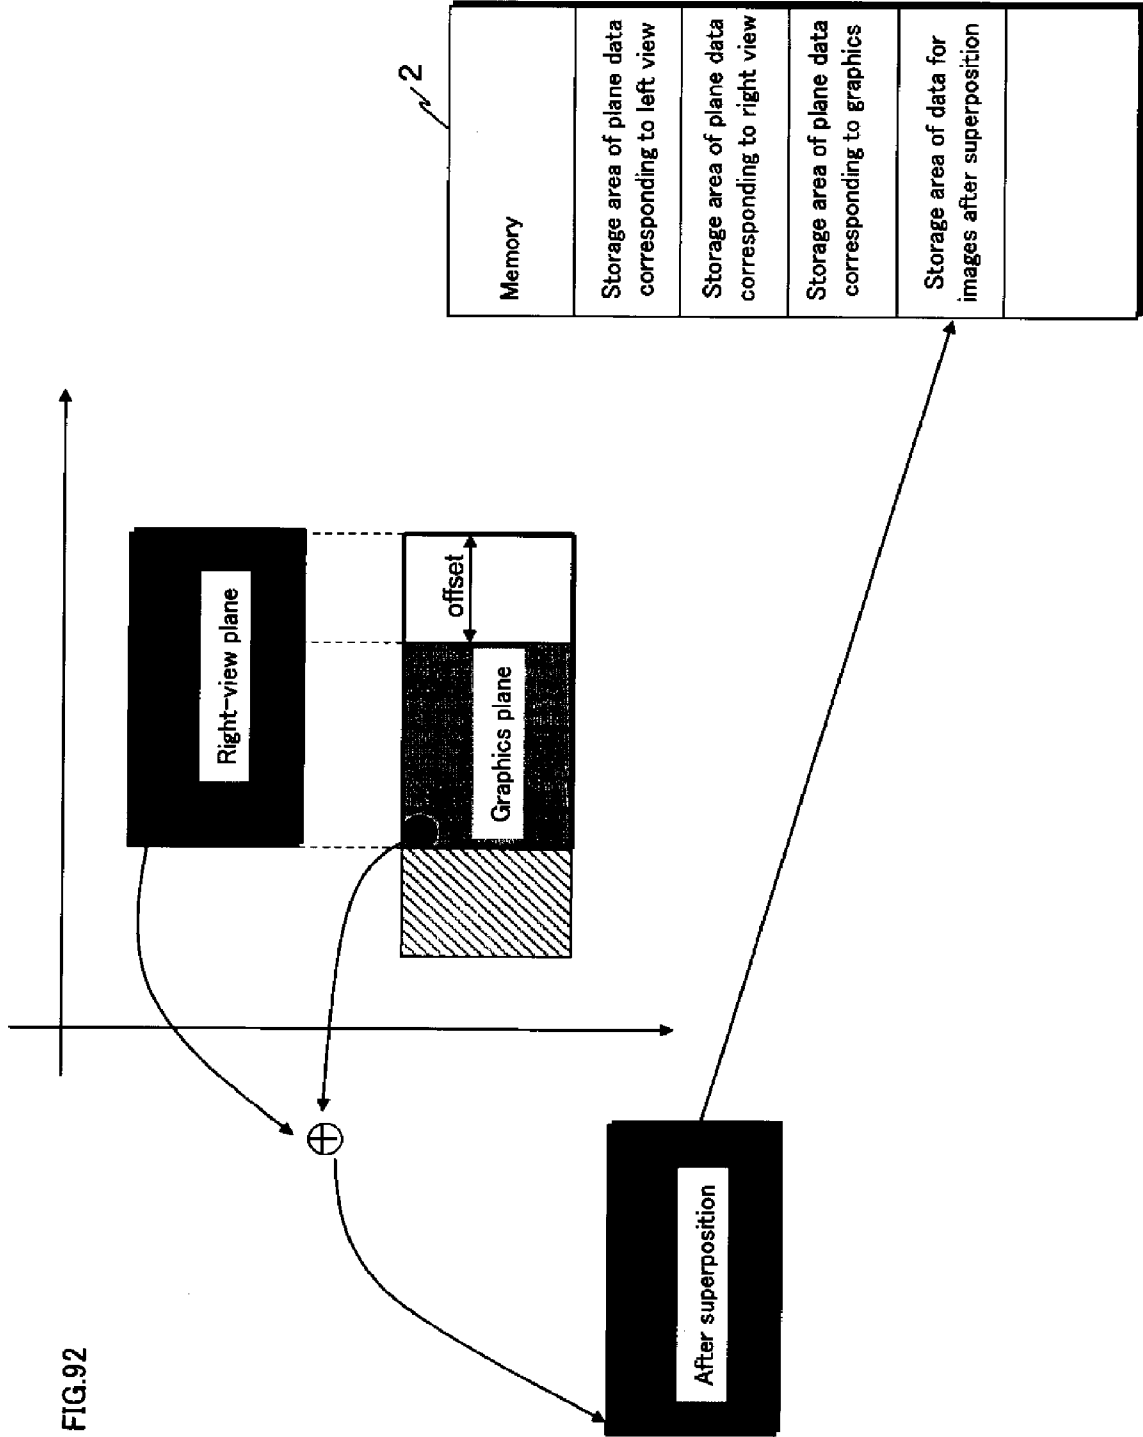 FIG.92
Right-view plane
offset
Graphics plane
After superposition
2
Memory
Storage area of plane data
corresponding to left view
Storage area of plane data
corresponding to right view
Storage area of plane data
corresponding to graphics
Storage area of data for
images after superposition